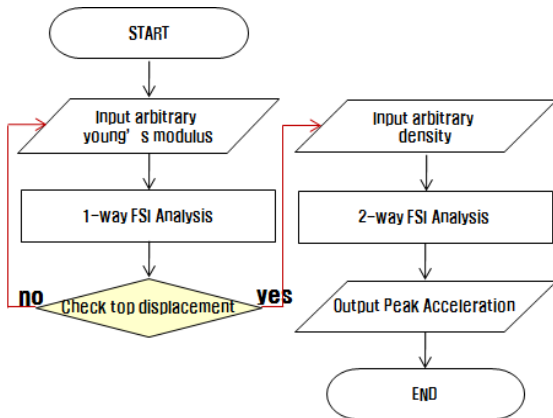 START
Input arbitrary
young's modulus
1-way FSI Analysis
no
Check top displacement
yes
Input arbitrary
density
2-way FSI Analysis
Output Peak Acceleration
END